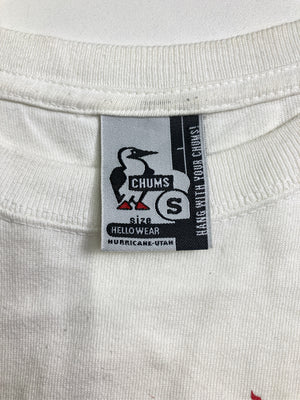 CHUMS
size
S
HELLO WEAR
HURRICANE-UTAH
HANG WITH YOUR CHUMS!